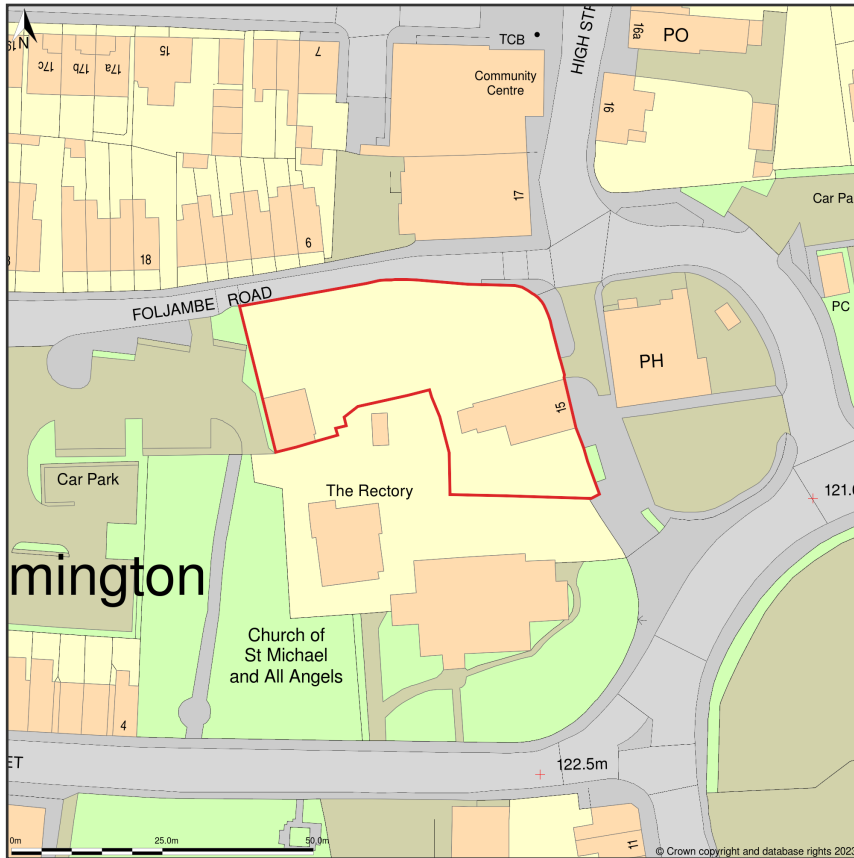 N
19
17c
17b
17a
15
7
TCB
Community
Centre
HIGH STR
16a
PO
16
17
Car Pa
18
6
FOLJAMBE ROAD
PC
PH
15
Car Park
The Rectory
121.6
mington
Church of
St Michael
and All Angels
4
ET
122.5m
11
0m
25.0m
50.0m
© Crown copyright and database rights 2023